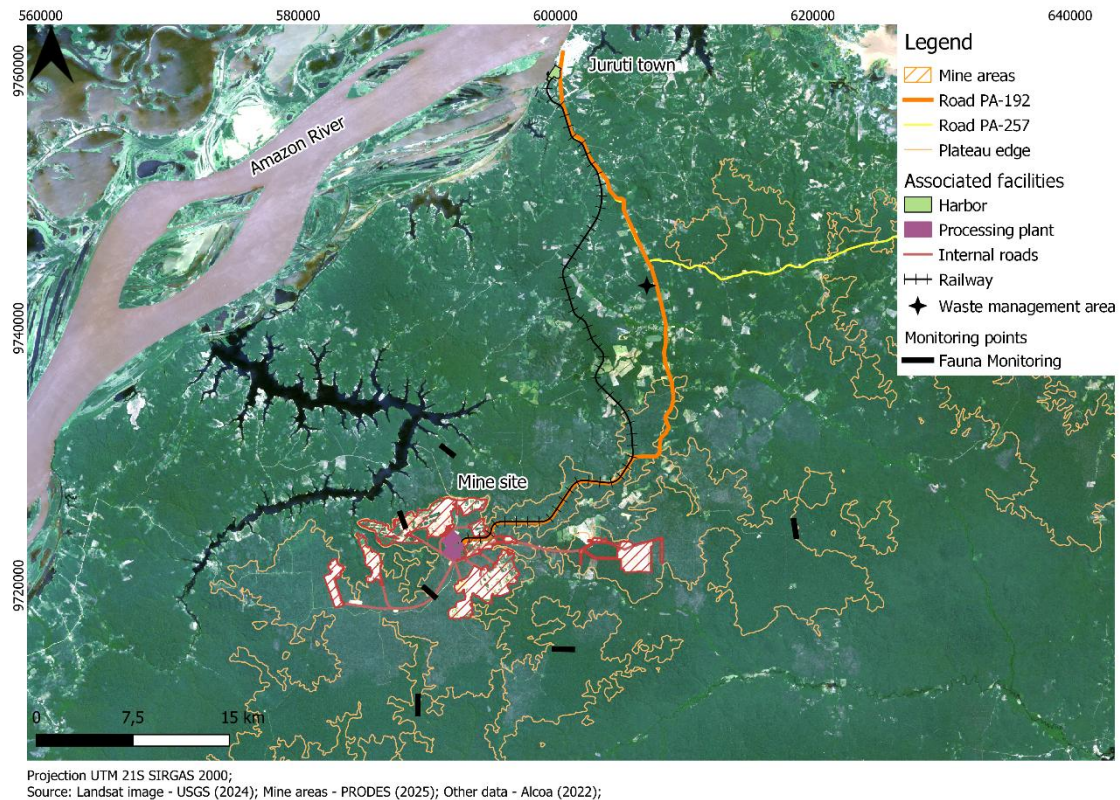 560000
580000
600000
620000
640000
9760000
9740000
9720000
Juruti town
Amazon River
Mine site
Legend
Mine areas
Road PA-192
Road PA-257
Plateau edge
Associated facilities
Harbor
Processing plant
Internal roads
Railway
Waste management area
Monitoring points
Fauna Monitoring
0 7,5 15 km
Projection UTM 21S SIRGAS 2000;
Source: Landsat image - USGS (2024); Mine areas - PRODES (2025); Other data - Alcoa (2022);